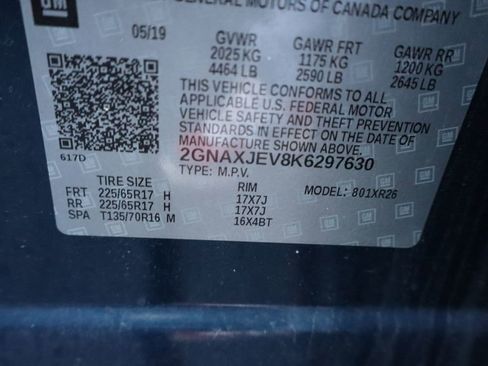 GM
GENERAL MOTORS OF CANADA COMPANY
05/19 GVWR GAWR FRT GAWR RR
2025 KG 1175 KG 1200 KG
4464 LB 2590 LB 2645 LB
THIS VEHICLE CONFORMS TO ALL
APPLICABLE U.S. FEDERAL MOTOR
VEHICLE SAFETY AND THEFT PREVENTION
STANDARDS IN EFFECT ON THE DATE OF
MANUFACTURE SHOWN ABOVE.
617D 2GNAXJEV8K6297630
TYPE: M.P.V.
TIRE SIZE RIM MODEL: 801XR26
FRT 225/65R17 H 17X7J
RR 225/65R17 H 17X7J
SPA T135/70R16 M 16X4BT